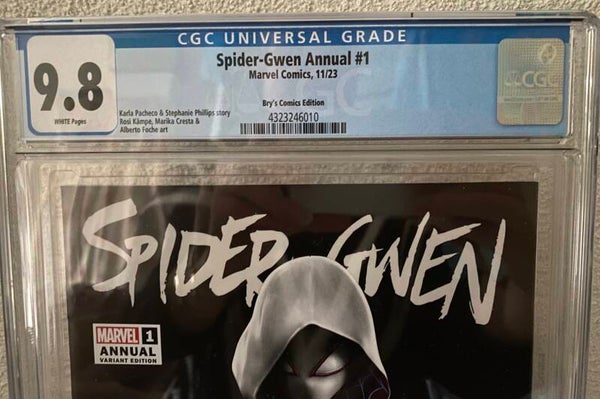 CGC UNIVERSAL GRADE
9.8
WHITE Pages
Spider-Gwen Annual #1
Marvel Comics, 11/23
Bry's Comics Edition
Karla Pacheco & Stephanie Phillips story
Rosi Kämpe, Marika Cresta &
Alberto Foche art
4323246010
CGC
SPIDER-GWEN
MARVEL 1
ANNUAL
VARIANT EDITION